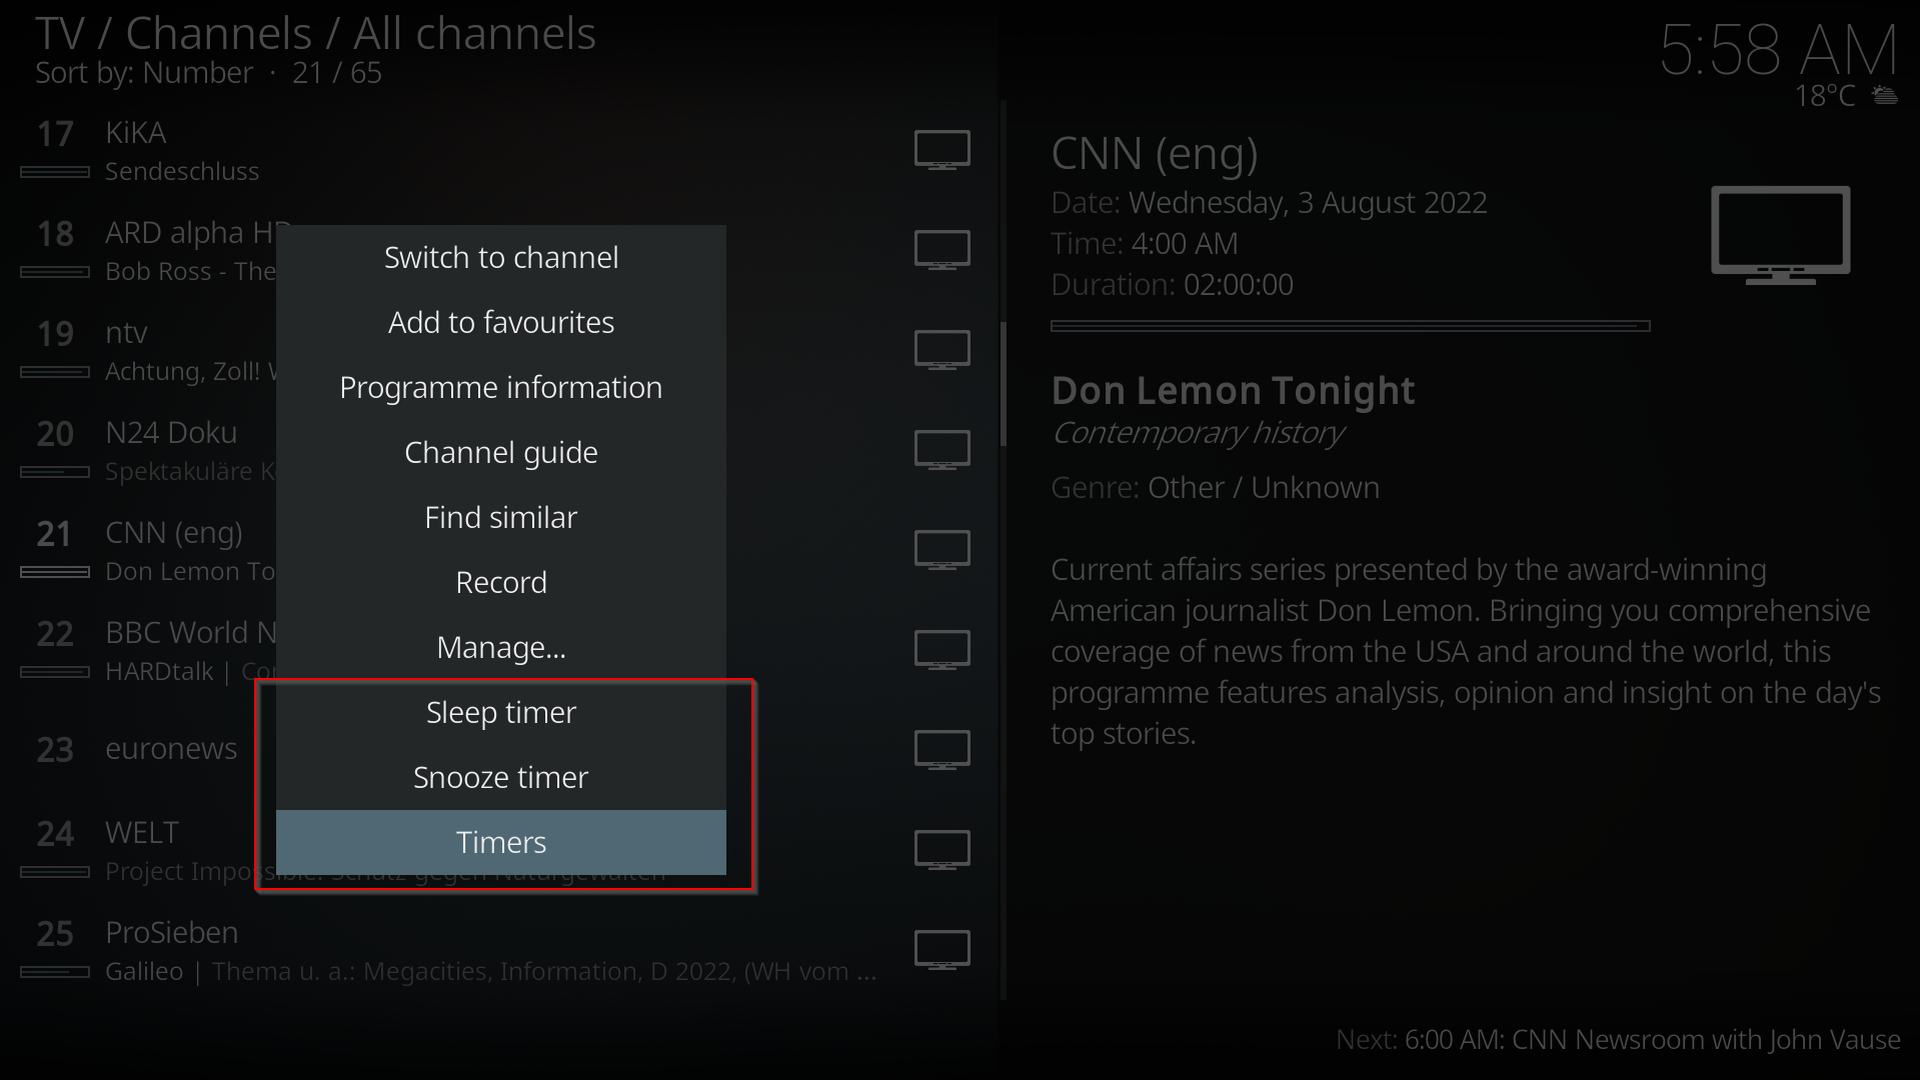 TV / Channels / All channels
Sort by: Number · 21 / 65
5:58 AM
18°C
17 KiKA
Sendeschluss
18 ARD alpha HD
Bob Ross - The
19 ntv
Achtung, Zoll!
20 N24 Doku
Spektakuläre
21 CNN (eng)
Don Lemon To
22 BBC World N
HARDtalk | Cor
23 euronews
24 WELT
Project Impossible: Schutz gegen Naturgewalten
25 ProSieben
Galileo | Thema u. a.: Megacities, Information, D 2022, (WH vom ...
Switch to channel
Add to favourites
Programme information
Channel guide
Find similar
Record
Manage...
Sleep timer
Snooze timer
Timers
CNN (eng)
Date: Wednesday, 3 August 2022
Time: 4:00 AM
Duration: 02:00:00
Don Lemon Tonight
Contemporary history
Genre: Other / Unknown
Current affairs series presented by the award-winning
American journalist Don Lemon. Bringing you comprehensive
coverage of news from the USA and around the world, this
programme features analysis, opinion and insight on the day's
top stories.
Next: 6:00 AM: CNN Newsroom with John Vause